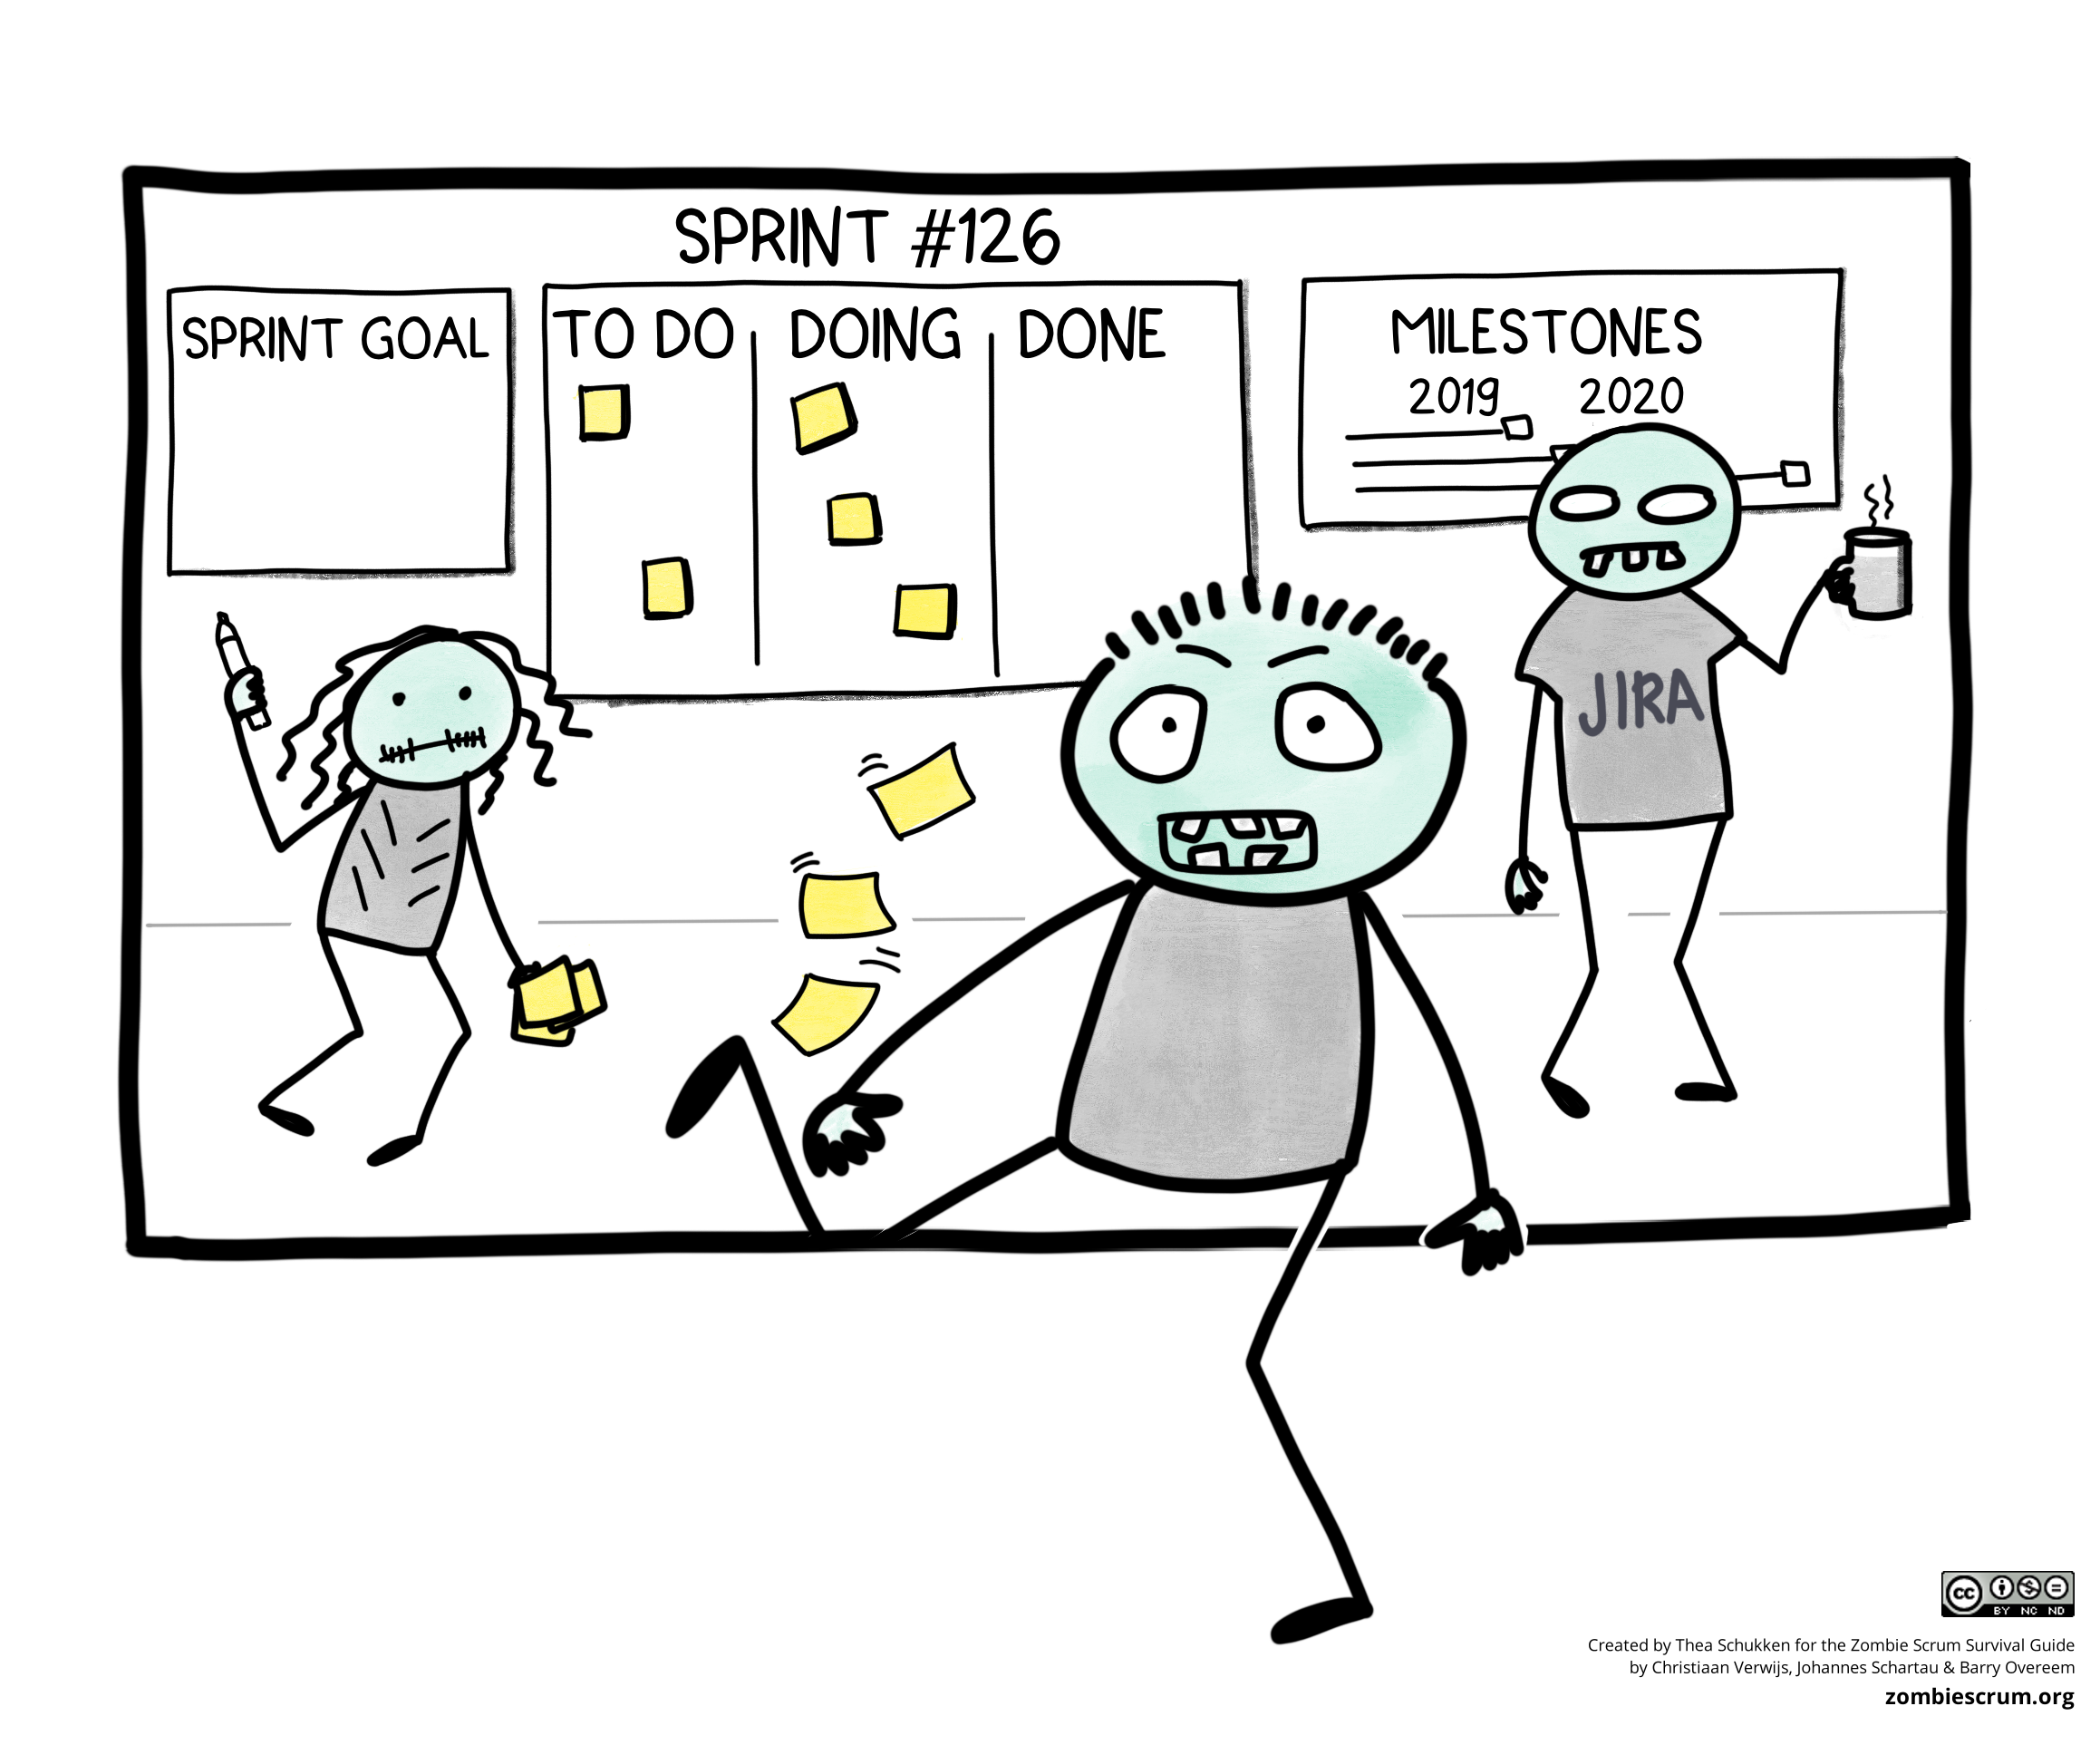 SPRINT #126
SPRINT GOAL
TO DO
DOING
DONE
MILESTONES
2019 2020
JIRA
cc
BY NC ND
Created by Thea Schukken for the Zombie Scrum Survival Guide
by Christiaan Verwijs, Johannes Schartau & Barry Overeem
zombiescrum.org